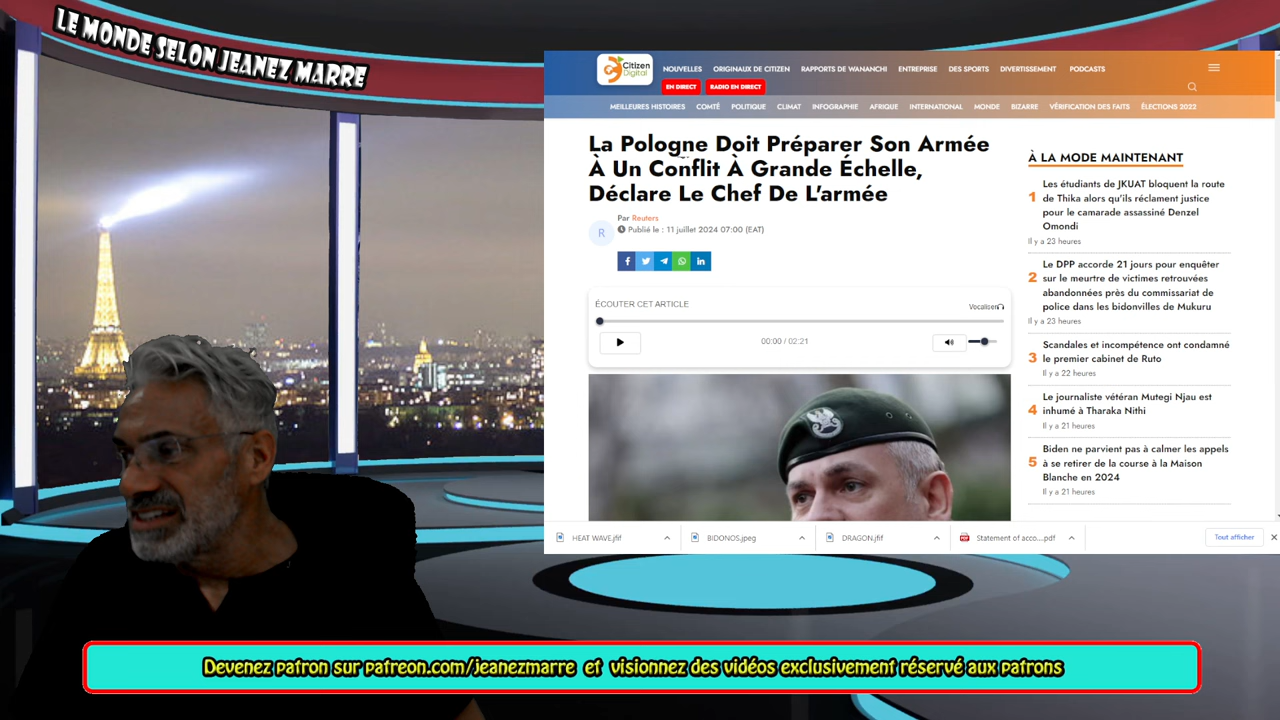 LE MONDE SELON JEANEZ MARRE
Citizen
Digital
NOUVELLES ORIGINAUX DE CITIZEN RAPPORTS DE WANANCHI ENTREPRISE DES SPORTS DIVERTISSEMENT PODCASTS
EN DIRECT RADIO EN DIRECT
MEILLEURES HISTOIRES COMTÉ POLITIQUE CLIMAT INFOGRAPHIE AFRIQUE INTERNATIONAL MONDE BIZARRE VÉRIFICATION DES FAITS ÉLECTIONS 2022
La Pologne Doit Préparer Son Armée
À Un Conflit À Grande Échelle,
Déclare Le Chef De L'armée
R
Par Reuters
Publié le : 11 juillet 2024 07:00 (EAT)
ÉCOUTER CET ARTICLE
Vocaliser
00:00 / 02:21
À LA MODE MAINTENANT
1 Les étudiants de JKUAT bloquent la route
de Thika alors qu'ils réclament justice
pour le camarade assassiné Denzel
Omondi
Il y a 23 heures
2 Le DPP accorde 21 jours pour enquêter
sur le meurtre de victimes retrouvées
abandonnées près du commissariat de
police dans les bidonvilles de Mukuru
Il y a 23 heures
3 Scandales et incompétence ont condamné
le premier cabinet de Ruto
Il y a 22 heures
4 Le journaliste vétéran Mutegi Njau est
inhumé à Tharaka Nithi
Il y a 21 heures
5 Biden ne parvient pas à calmer les appels
à se retirer de la course à la Maison
Blanche en 2024
Il y a 21 heures
HEAT WAVE.jfif BIDONOS.jpeg DRAGON.jfif Statement of acco....pdf Tout afficher
Devenez patron sur patreon.com/jeanezmarre et visionnez des vidéos exclusivement réservé aux patrons